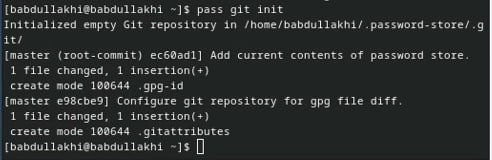 [babdullakhi@babdullakhi ~]$ pass git init
Initialized empty Git repository in /home/babdullakhi/.password-store/.g
it/
[master (root-commit) ec60ad1] Add current contents of password store.
 1 file changed, 1 insertion(+)
 create mode 100644 .gpg-id
[master e98cbe9] Configure git repository for gpg file diff.
 1 file changed, 1 insertion(+)
 create mode 100644 .gitattributes
[babdullakhi@babdullakhi ~]$